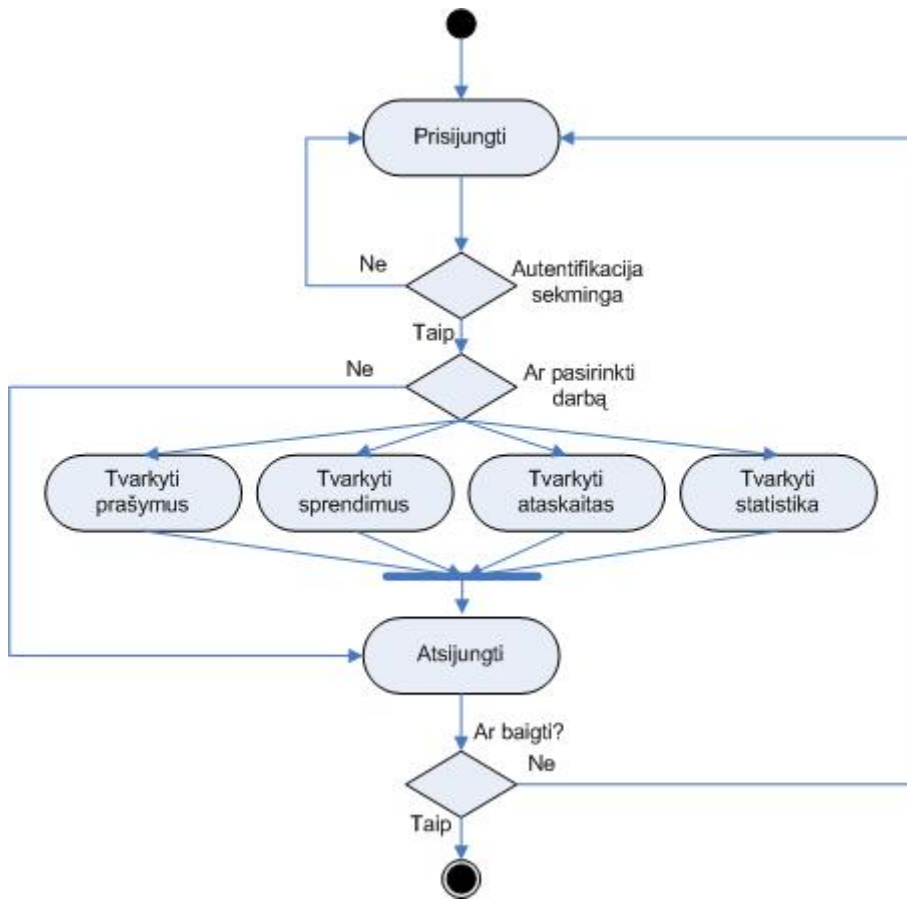 Prisijungti
Ne
Autentifikacija
sekminga
Taip
Ne
Ar pasirinkti
darbą
Tvarkyti
prašymus
Tvarkyti
sprendimus
Tvarkyti
ataskaitas
Tvarkyti
statistika
Atsijungti
Ar baigti?
Ne
Taip